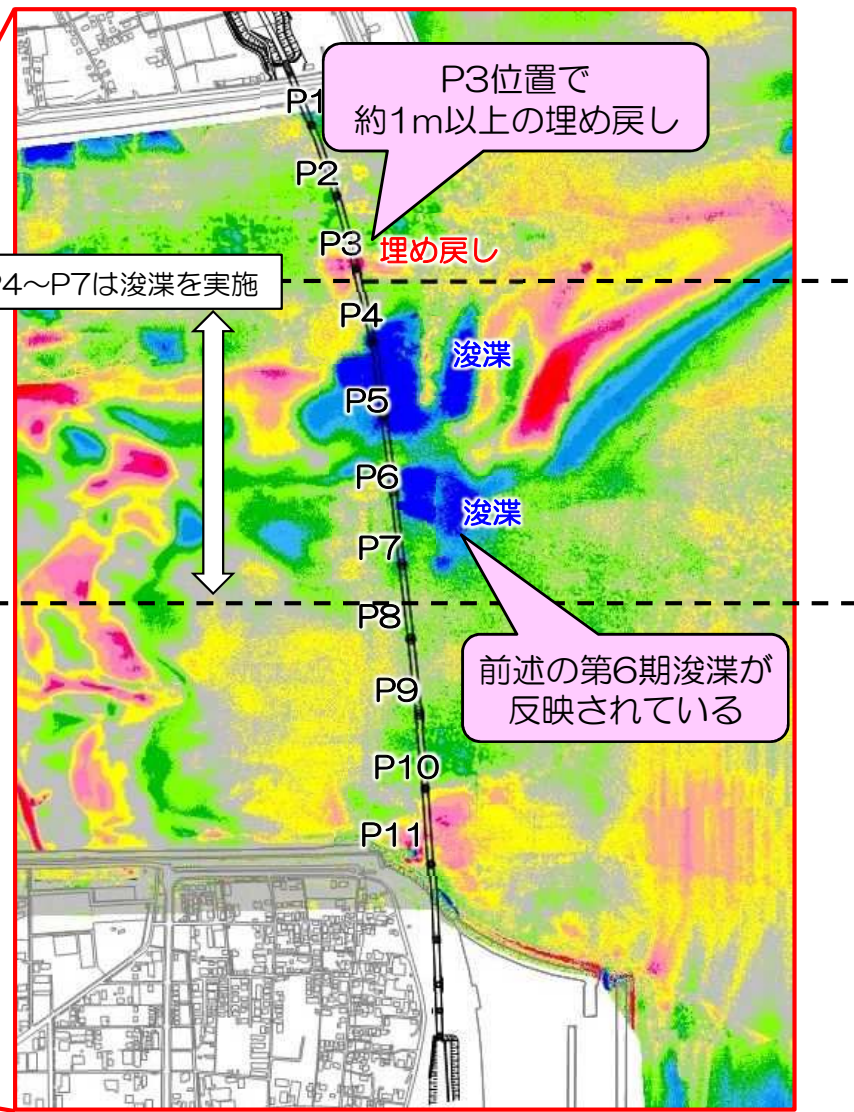 P1
P3位置で
約1m以上の埋め戻し
P2
P3
埋め戻し
P4～P7は浚渫を実施
P4
浚渫
P5
P6
浚渫
P7
P8
前述の第6期浚渫が
反映されている
P9
P10
P11